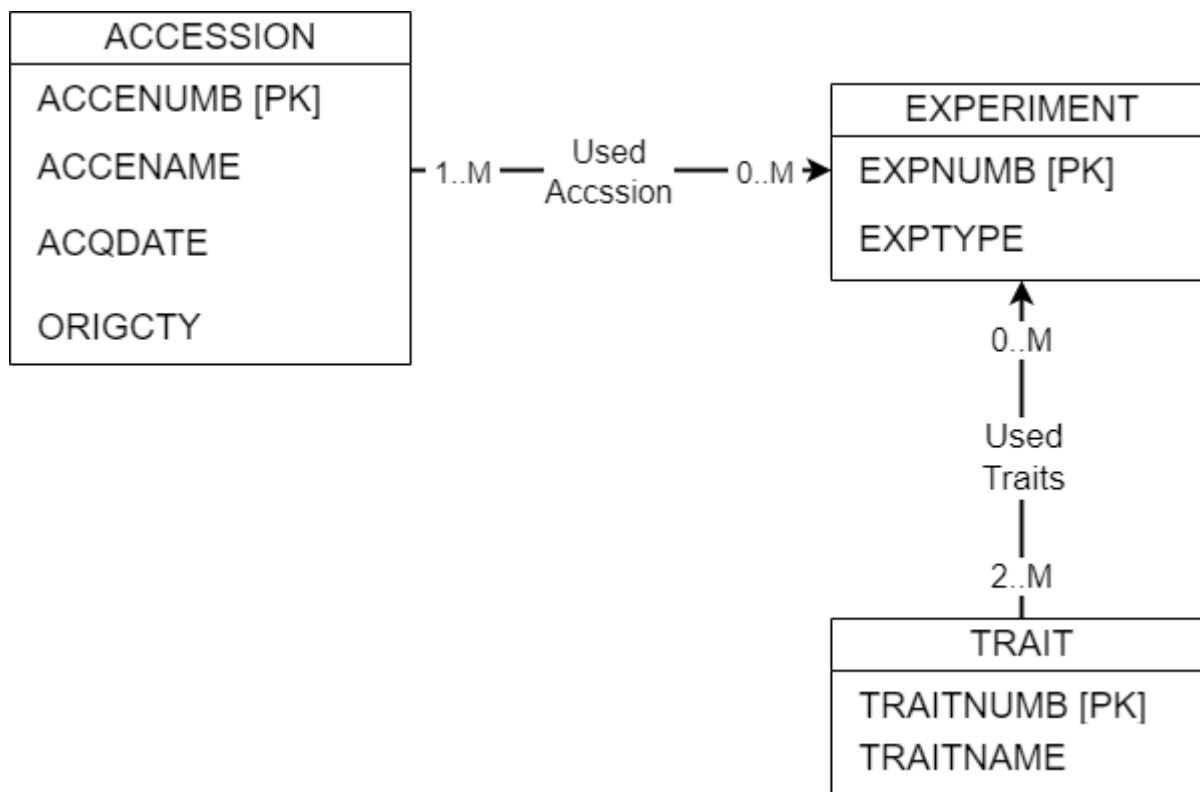 ACCESSION
ACCENUMB [PK]
ACCENAME
ACQDATE
ORIGCTY
1..M
Used
Accssion
0..M
EXPERIMENT
EXPNUMB [PK]
EXPTYPE
0..M
Used
Traits
2..M
TRAIT
TRAITNUMB [PK]
TRAITNAME